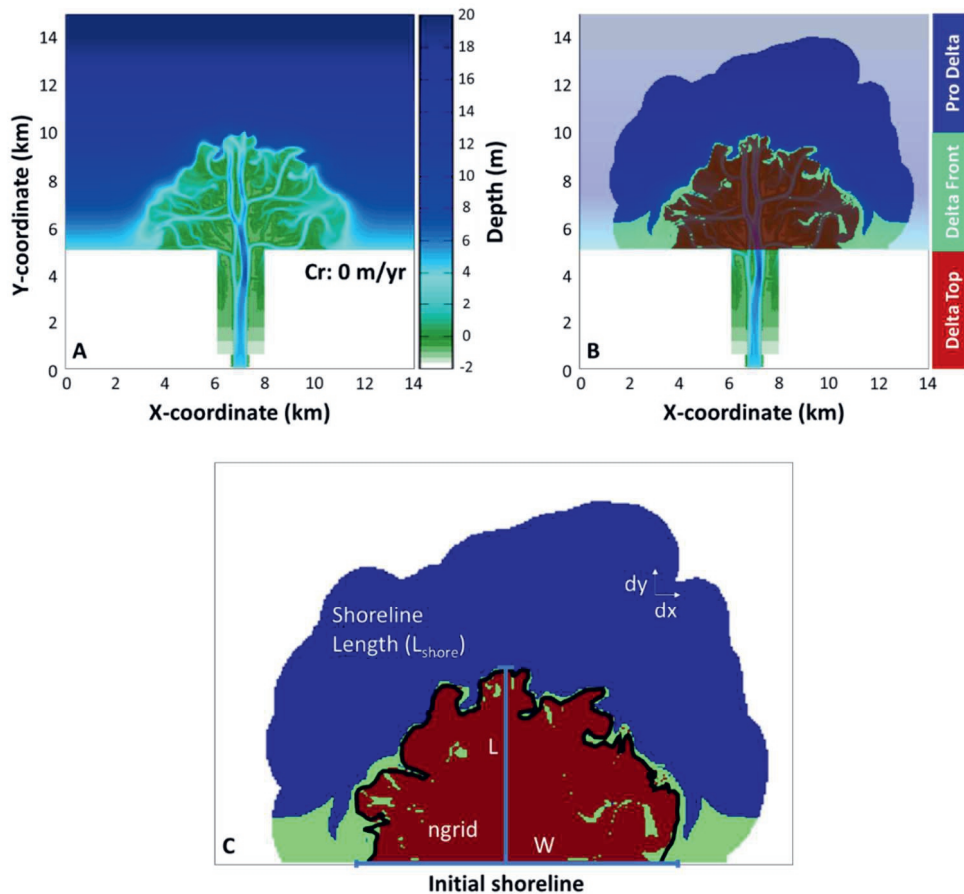 14
12
10
8
6
4
2
0
Y-coordinate (km)
0 2 4 6 8 10 12 14
X-coordinate (km)
A
Cr: 0 m/yr
20
18
16
14
12
10
8
6
4
2
0
-2
Depth (m)
14
12
10
8
6
4
2
0
0 2 4 6 8 10 12 14
X-coordinate (km)
B
Pro Delta
Delta Front
Delta Top
Shoreline
Length (Lshore)
dy
dx
L
ngrid
W
C
Initial shoreline